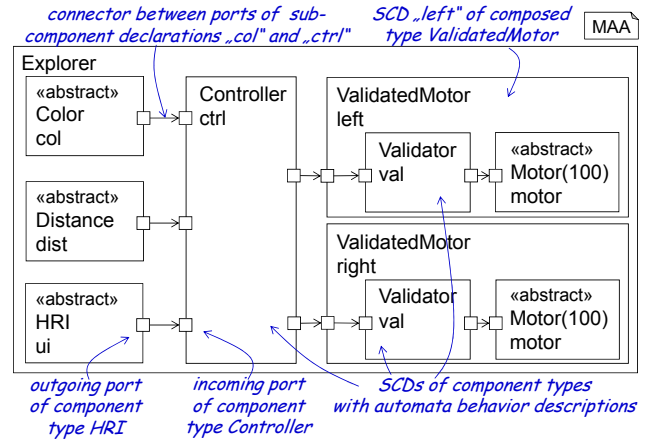 connector between ports of sub-
component declarations „col" and „ctrl"
SCD „left" of composed
type ValidatedMotor
MAA
Explorer
«abstract»
Color
col
«abstract»
Distance
dist
«abstract»
HRI
ui
Controller
ctrl
ValidatedMotor
left
Validator
val
«abstract»
Motor(100)
motor
ValidatedMotor
right
Validator
val
«abstract»
Motor(100)
motor
outgoing port
of component
type HRI
incoming port
of component
type Controller
SCDs of component types
with automata behavior descriptions